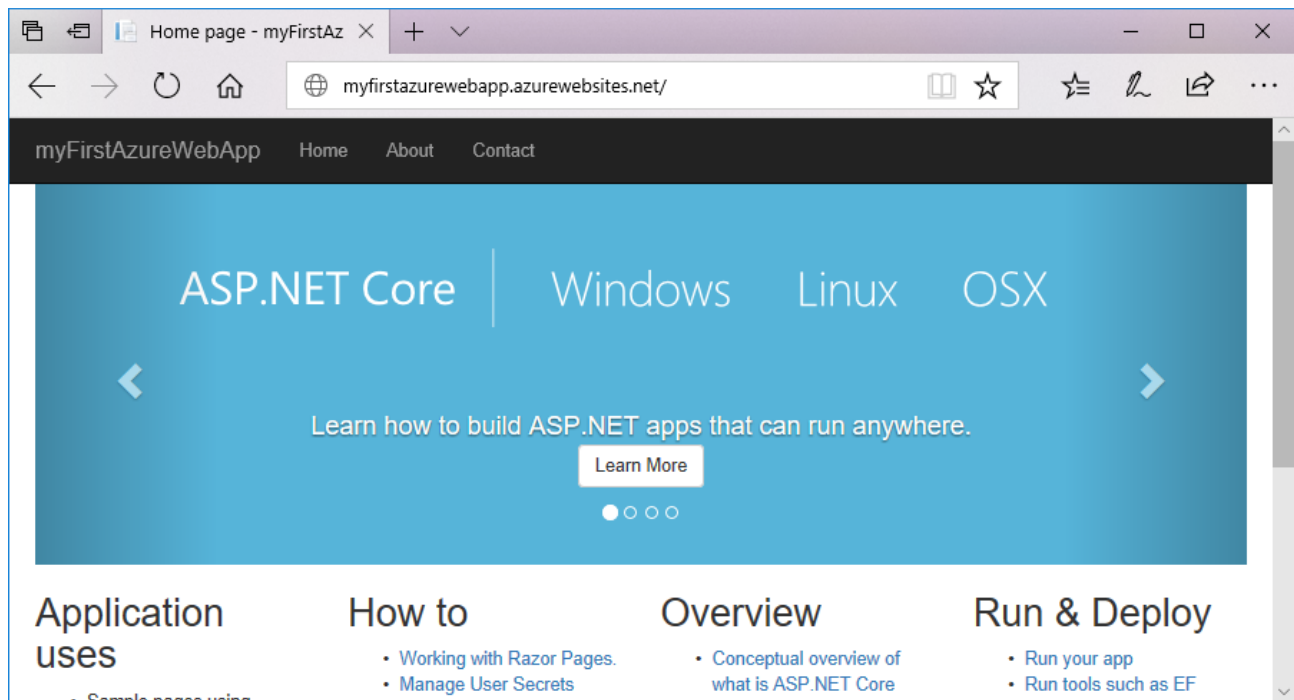 Home page - myFirstAz
myfirstazurewebapp.azurewebsites.net/
myFirstAzureWebApp Home About Contact
ASP.NET Core Windows Linux OSX
Learn how to build ASP.NET apps that can run anywhere.
Learn More
Application
uses
• Sample pages using
How to
• Working with Razor Pages.
• Manage User Secrets
Overview
• Conceptual overview of
what is ASP.NET Core
Run & Deploy
• Run your app
• Run tools such as EF